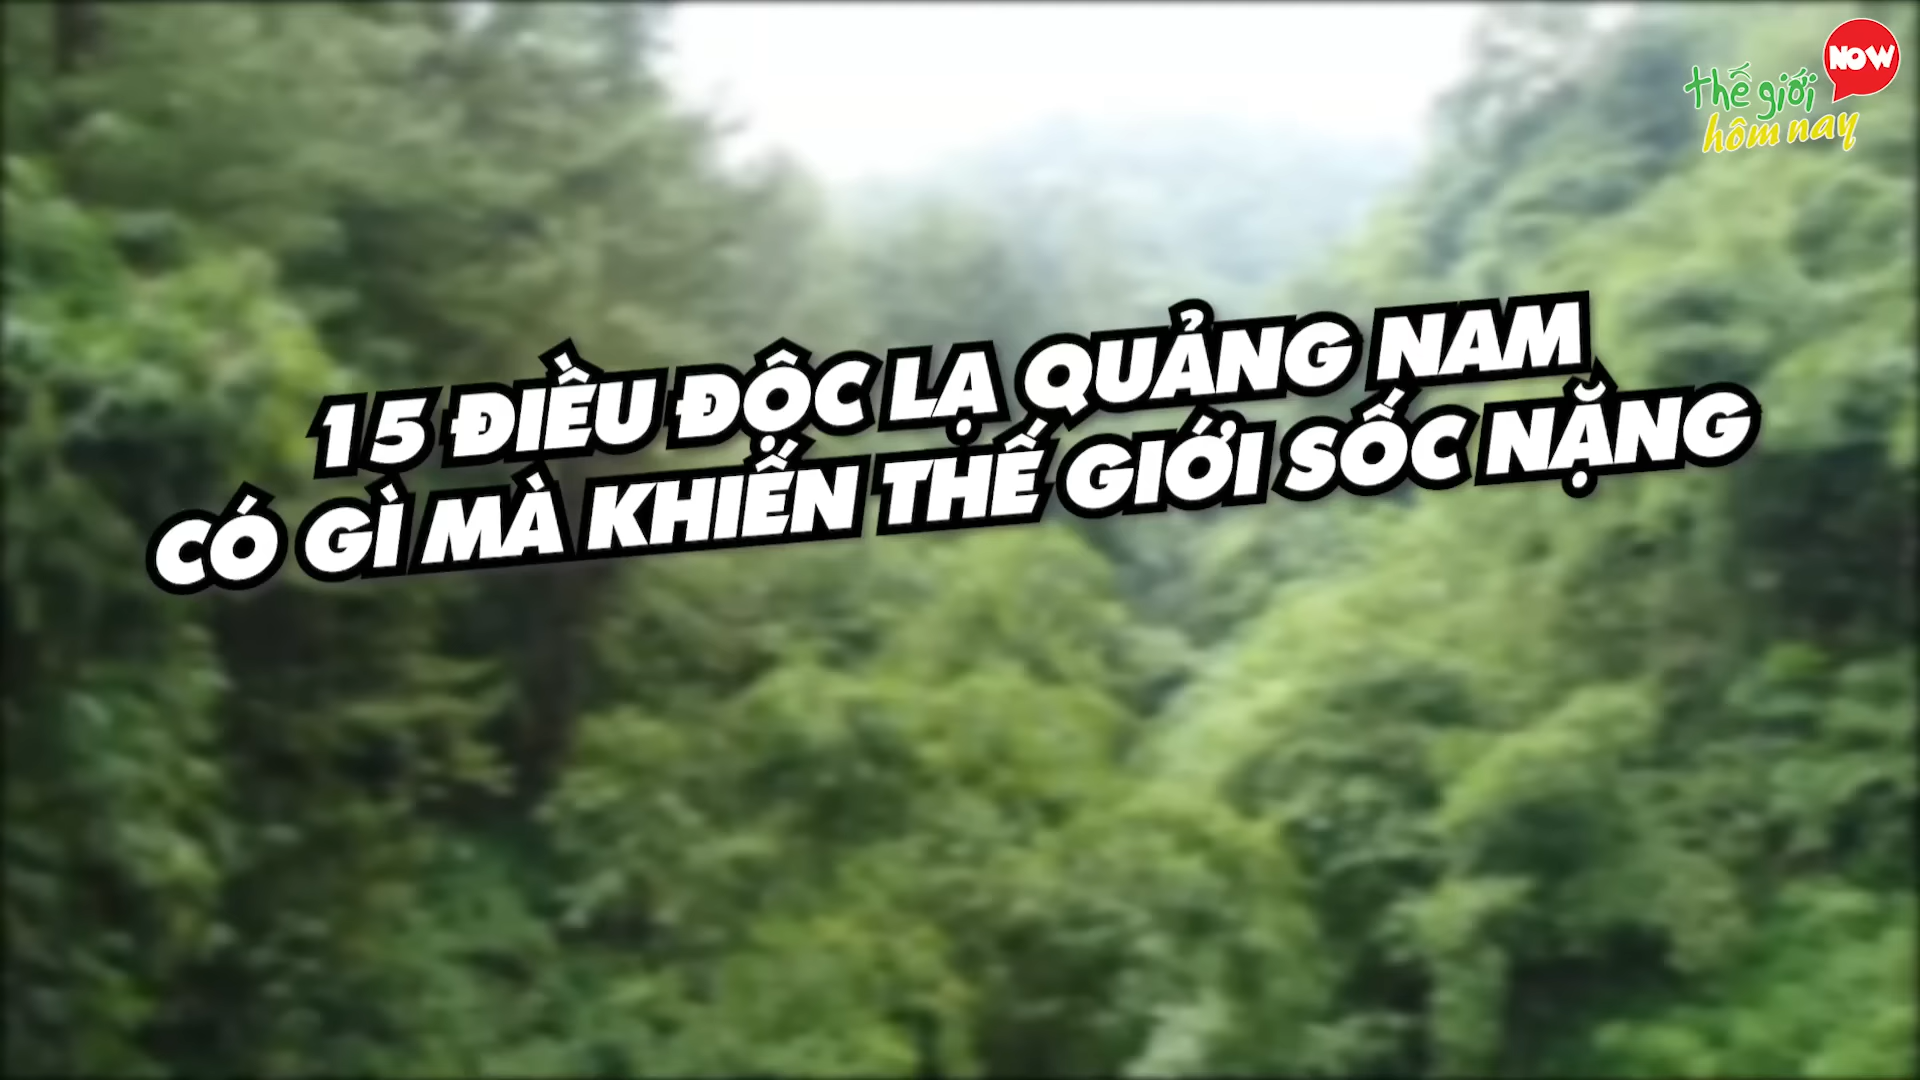 NOW
thế giới
hôm nay
15 ĐIỀU ĐỘC LẠ QUẢNG NAM
CÓ GÌ MÀ KHIẾN THẾ GIỚI SỐC NẶNG